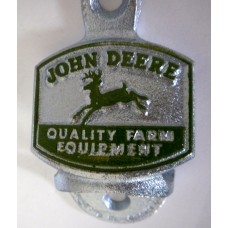 JOHN DEERE
QUALITY FARM
EQUIPMENT